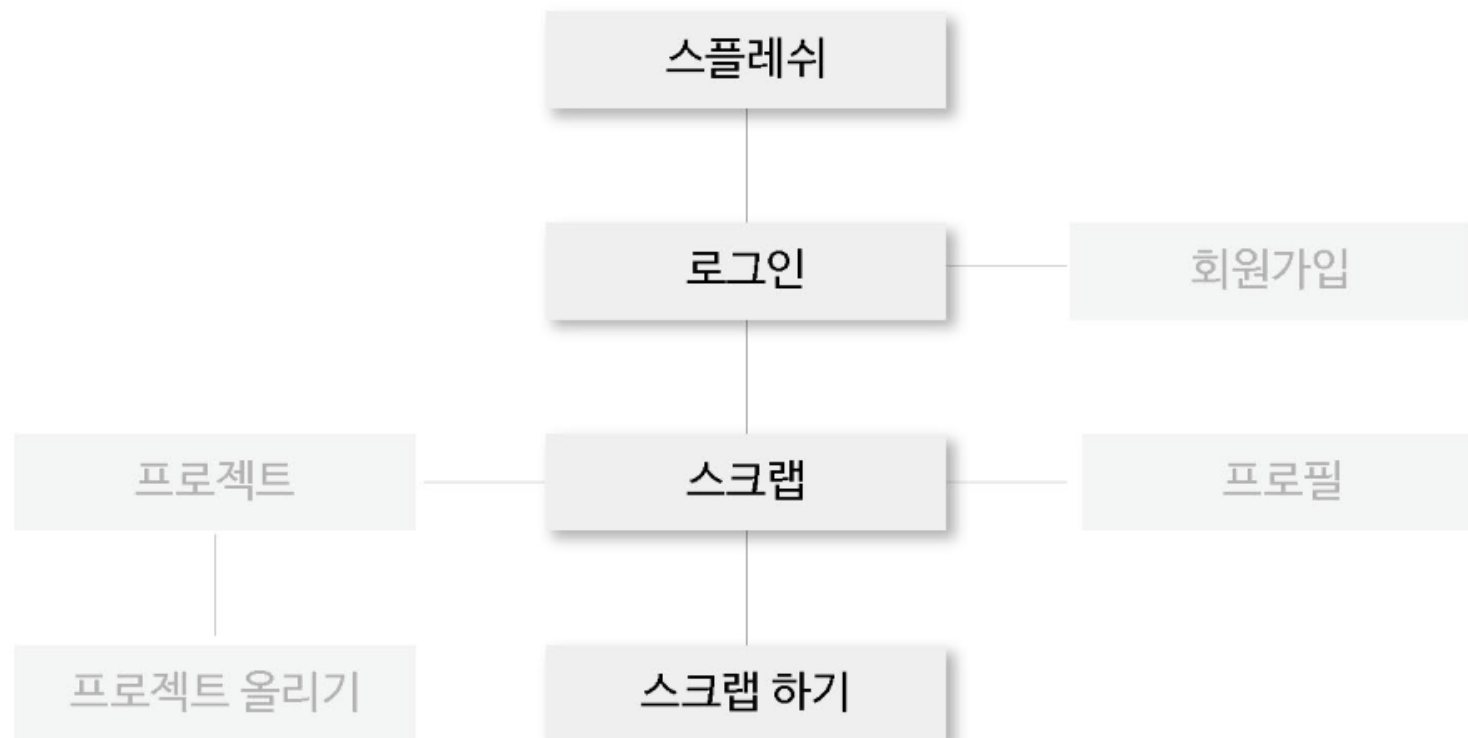 스플레쉬
로그인
회원가입
프로젝트
스크랩
프로필
프로젝트 올리기
스크랩 하기